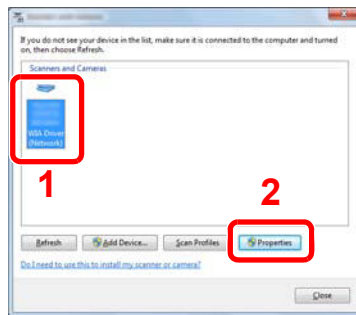 If you do not see your device in the list, make sure it is connected to the computer and turned
on, then choose Refresh.
Scanners and Cameras
WIA Driver
(Network)
1
2
Refresh
Add Device...
Scan Profiles
Properties
Do I need to use this to install my scanner or camera?
Close